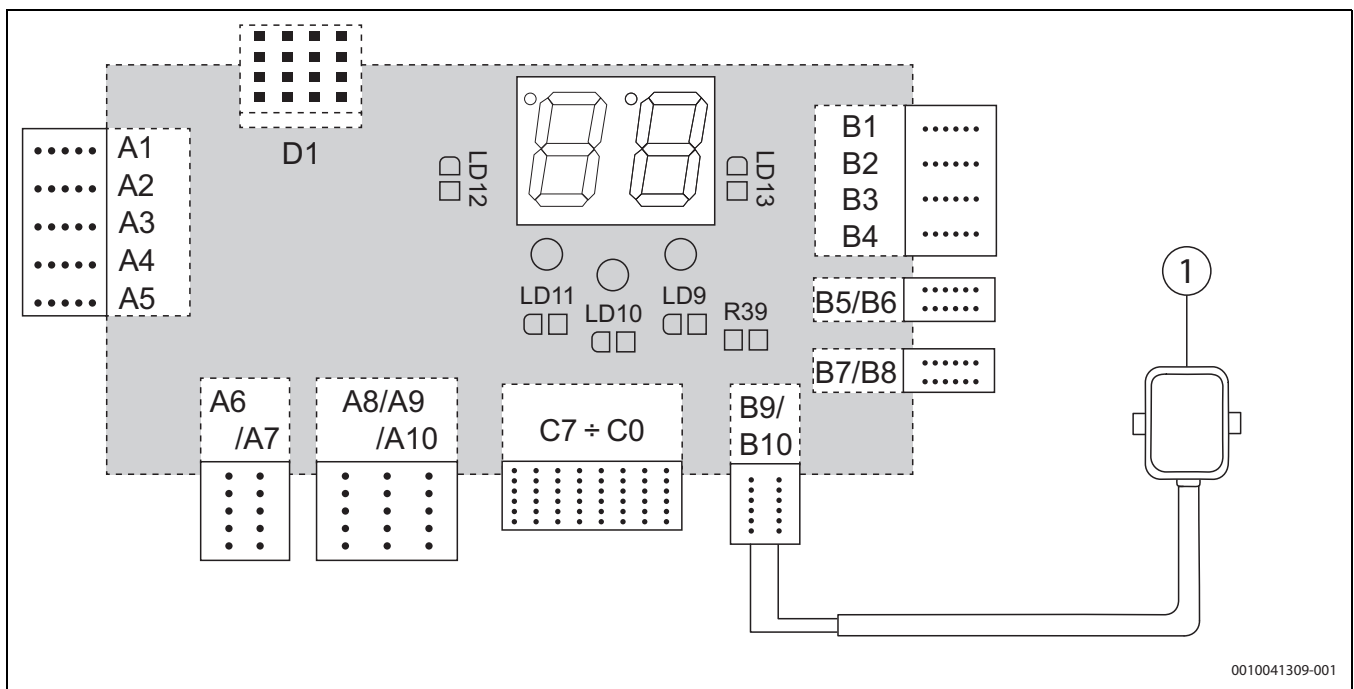 D1
A1
A2
A3
A4
A5
LD12
88
LD13
B1
B2
B3
B4
LD11
LD10
LD9
R39
B5/B6
B7/B8
1
A6
/A7
A8/A9
/A10
C7 ÷ C0
B9/
B10
0010041309-001